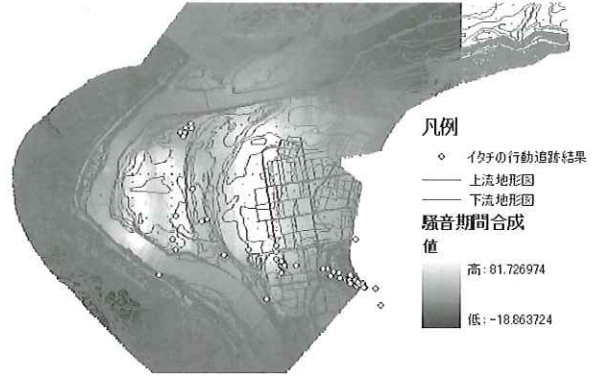 凡例
イタチの行動追跡結果
上流地形図
下流地形図
騒音期間合成
値
高 : 81.726974
低 : -18.863724